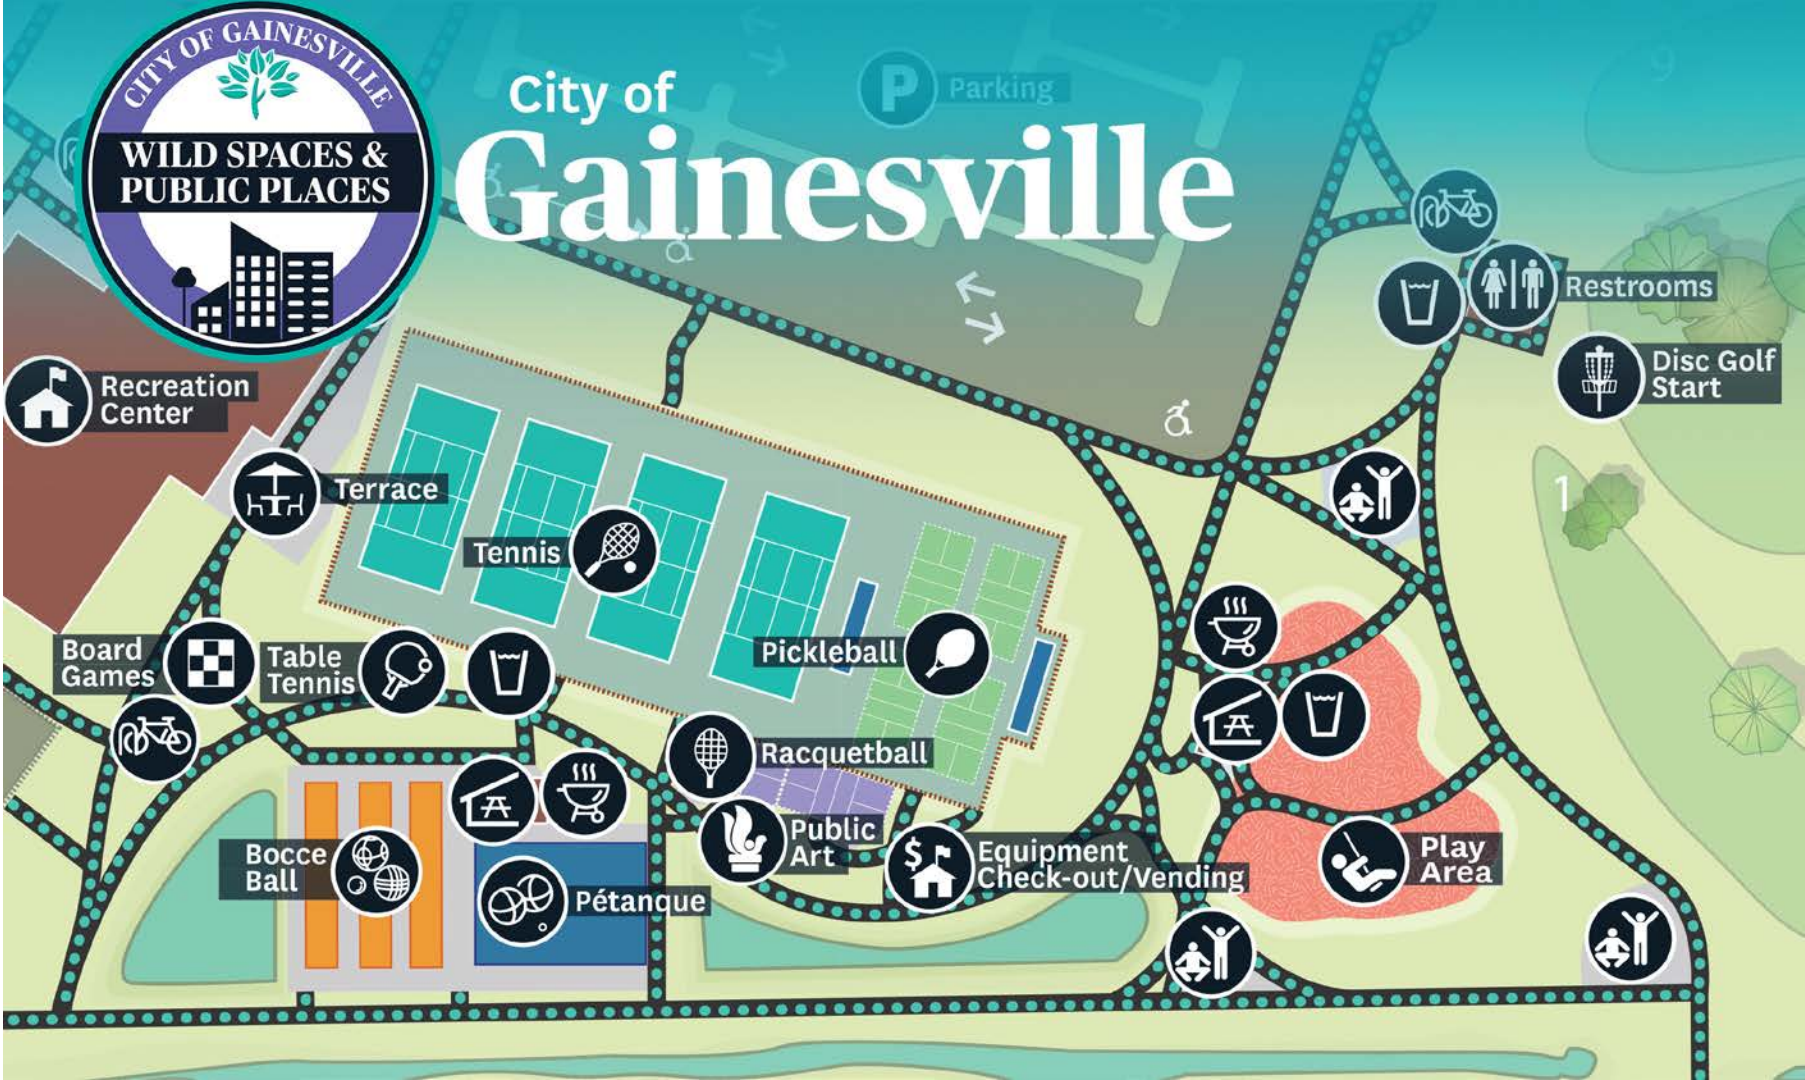 CITY OF GAINESVILLE
WILD SPACES &
PUBLIC PLACES
City of
Gainesville
P
Parking
9
Restrooms
Disc Golf
Start
Recreation
Center
Terrace
1
Tennis
Board
Games
Table
Tennis
Pickleball
Racquetball
Public
Art
$
Equipment
Check-out/Vending
Bocce
Ball
Pétanque
Play
Area